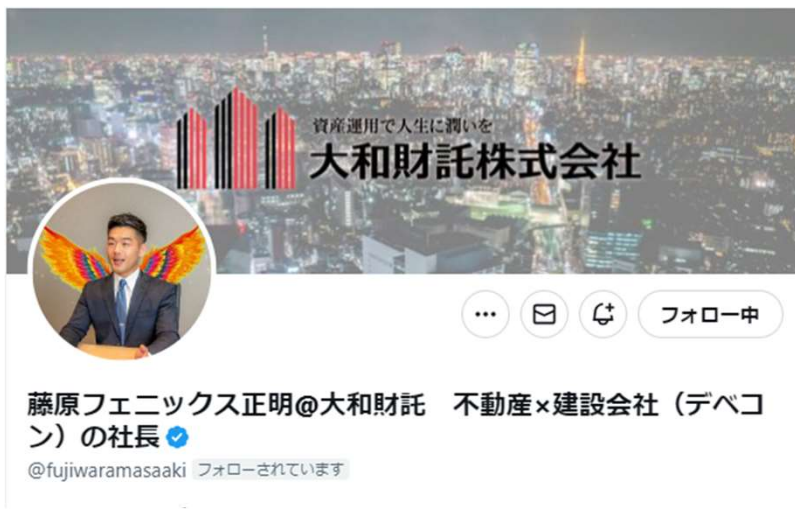 資産運用で人生に潤いを
大和財託株式会社
フォロー中
藤原フェニックス正明@大和財託　不動産×建設会社（デベコ
ン）の社長
@fujiwaramasaaki フォローされています